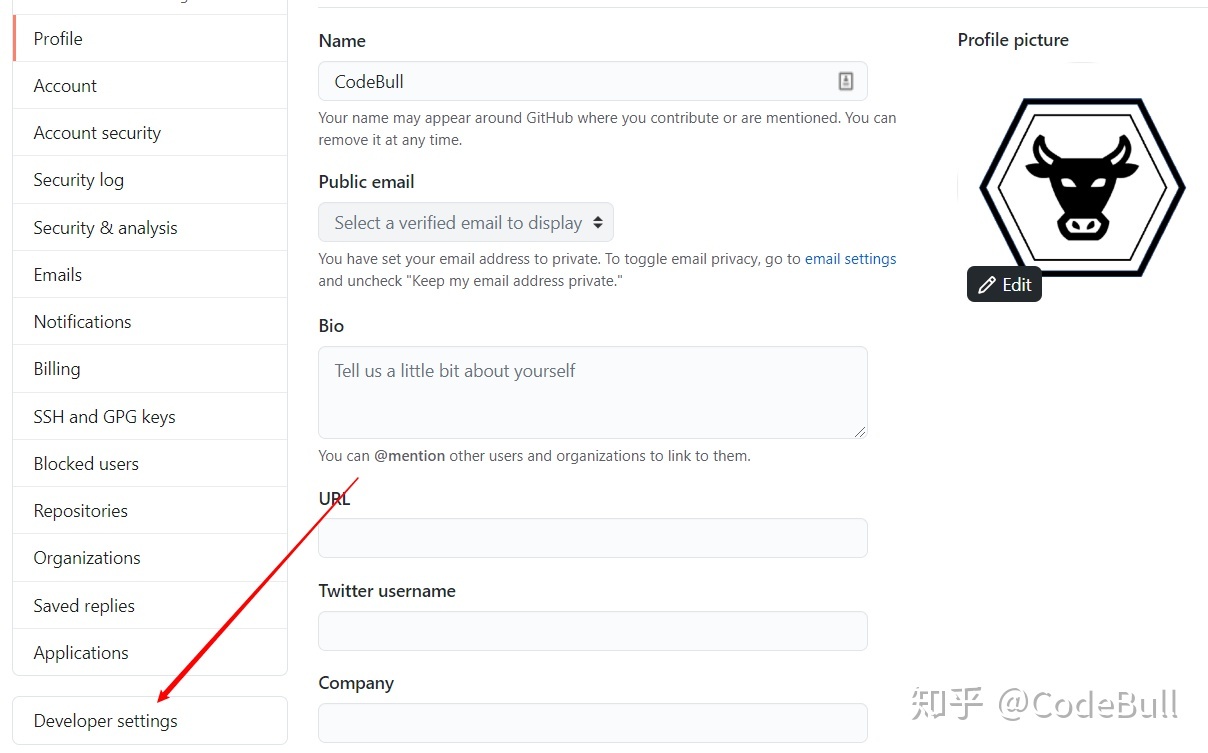 Profile
Account
Account security
Security log
Security & analysis
Emails
Notifications
Billing
SSH and GPG keys
Blocked users
Repositories
Organizations
Saved replies
Applications
Developer settings
Name
CodeBull
Your name may appear around GitHub where you contribute or are mentioned. You can
remove it at any time.
Public email
Select a verified email to display
You have set your email address to private. To toggle email privacy, go to email settings
and uncheck "Keep my email address private."
Bio
Tell us a little bit about yourself
You can @mention other users and organizations to link to them.
URL
Twitter username
Company
Profile picture
Edit
知乎 @CodeBull